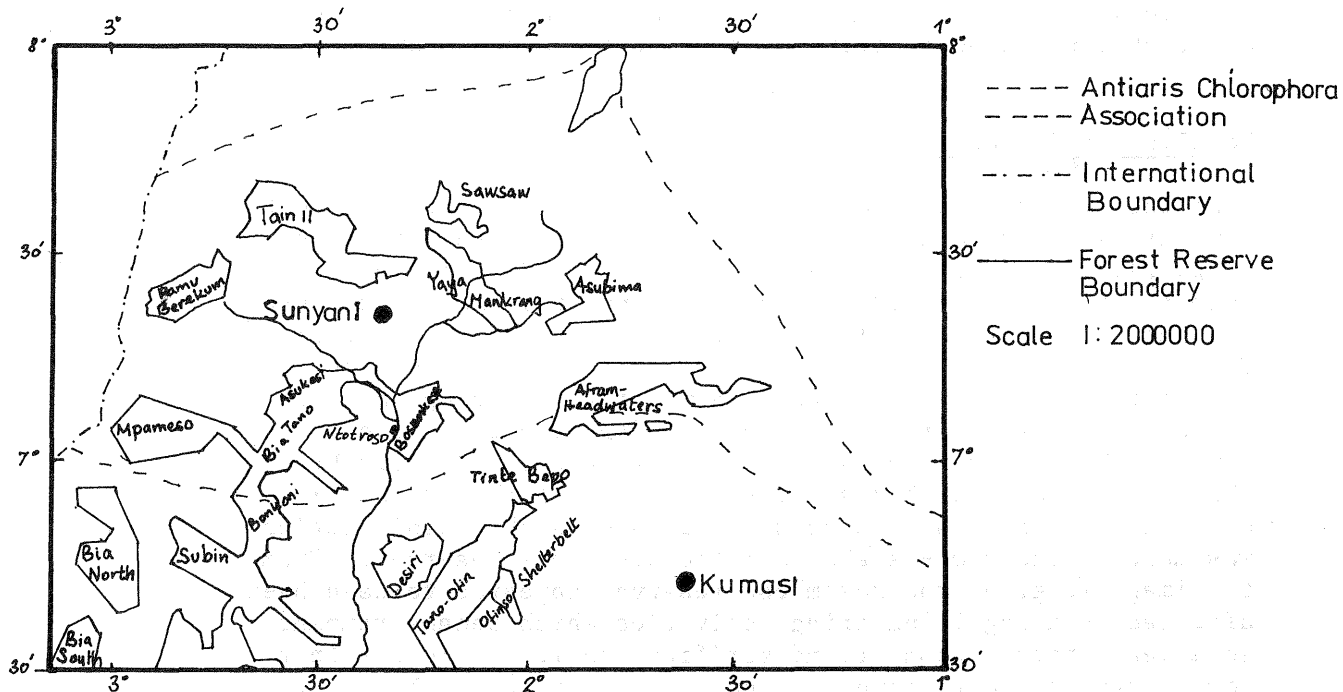 3°
30′
2°
30′
1°
8°
8°
Antiaris Chlorophora
Association
International
Boundary
Forest Reserve
Boundary
Scale 1:2000000
Sawsaw
Tain II
30′
30′
Yaya
Mankrang
Asubima
Pamu
Berekum
Sunyani
Asukesi
Afram-
Headwaters
Mpameso
Bia Tano
Ntotroso
Bosomkese
7°
7°
Tinte Bepo
Bonkoni
Bia
North
Subin
Desiri
Tano-Ofin
Ofinso Shelterbelt
Kumasi
Bia
South
30′
30′
3°
30′
2°
30′
1°